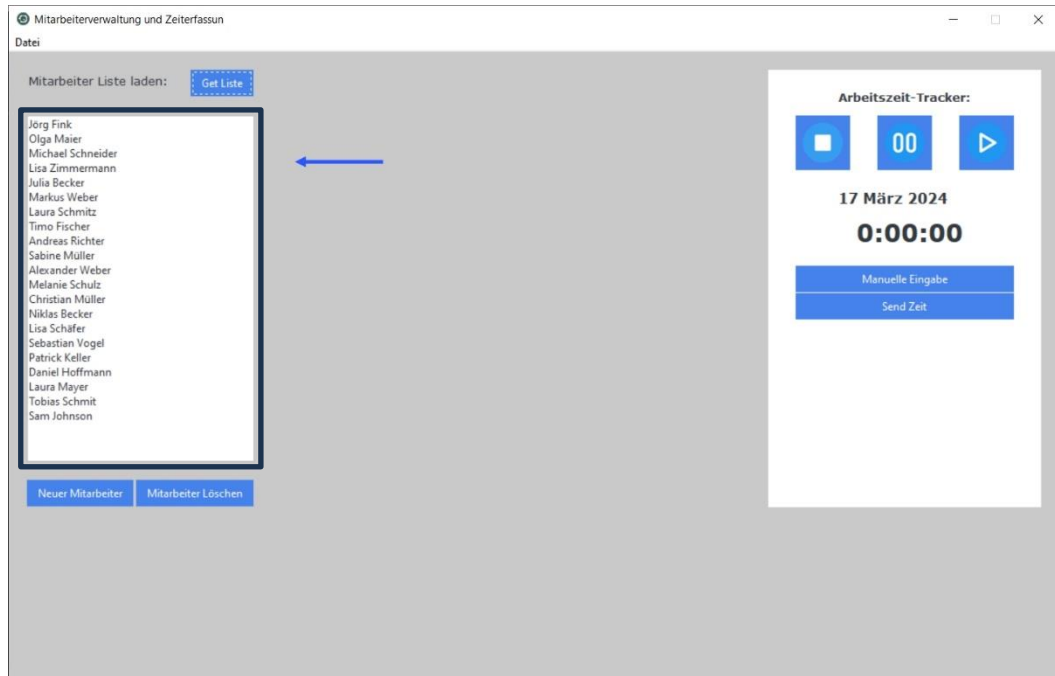 Mitarbeiterverwaltung und Zeiterfassun
Datei
Mitarbeiter Liste laden:
Get Liste
Jörg Fink
Olga Maier
Michael Schneider
Lisa Zimmermann
Julia Becker
Markus Weber
Laura Schmitz
Timo Fischer
Andreas Richter
Sabine Müller
Alexander Weber
Melanie Schulz
Christian Müller
Niklas Becker
Lisa Schäfer
Sebastian Vogel
Patrick Keller
Daniel Hoffmann
Laura Mayer
Tobias Schmit
Sam Johnson
Neuer Mitarbeiter
Mitarbeiter Löschen
Arbeitszeit-Tracker:
17 März 2024
0:00:00
Manuelle Eingabe
Send Zeit